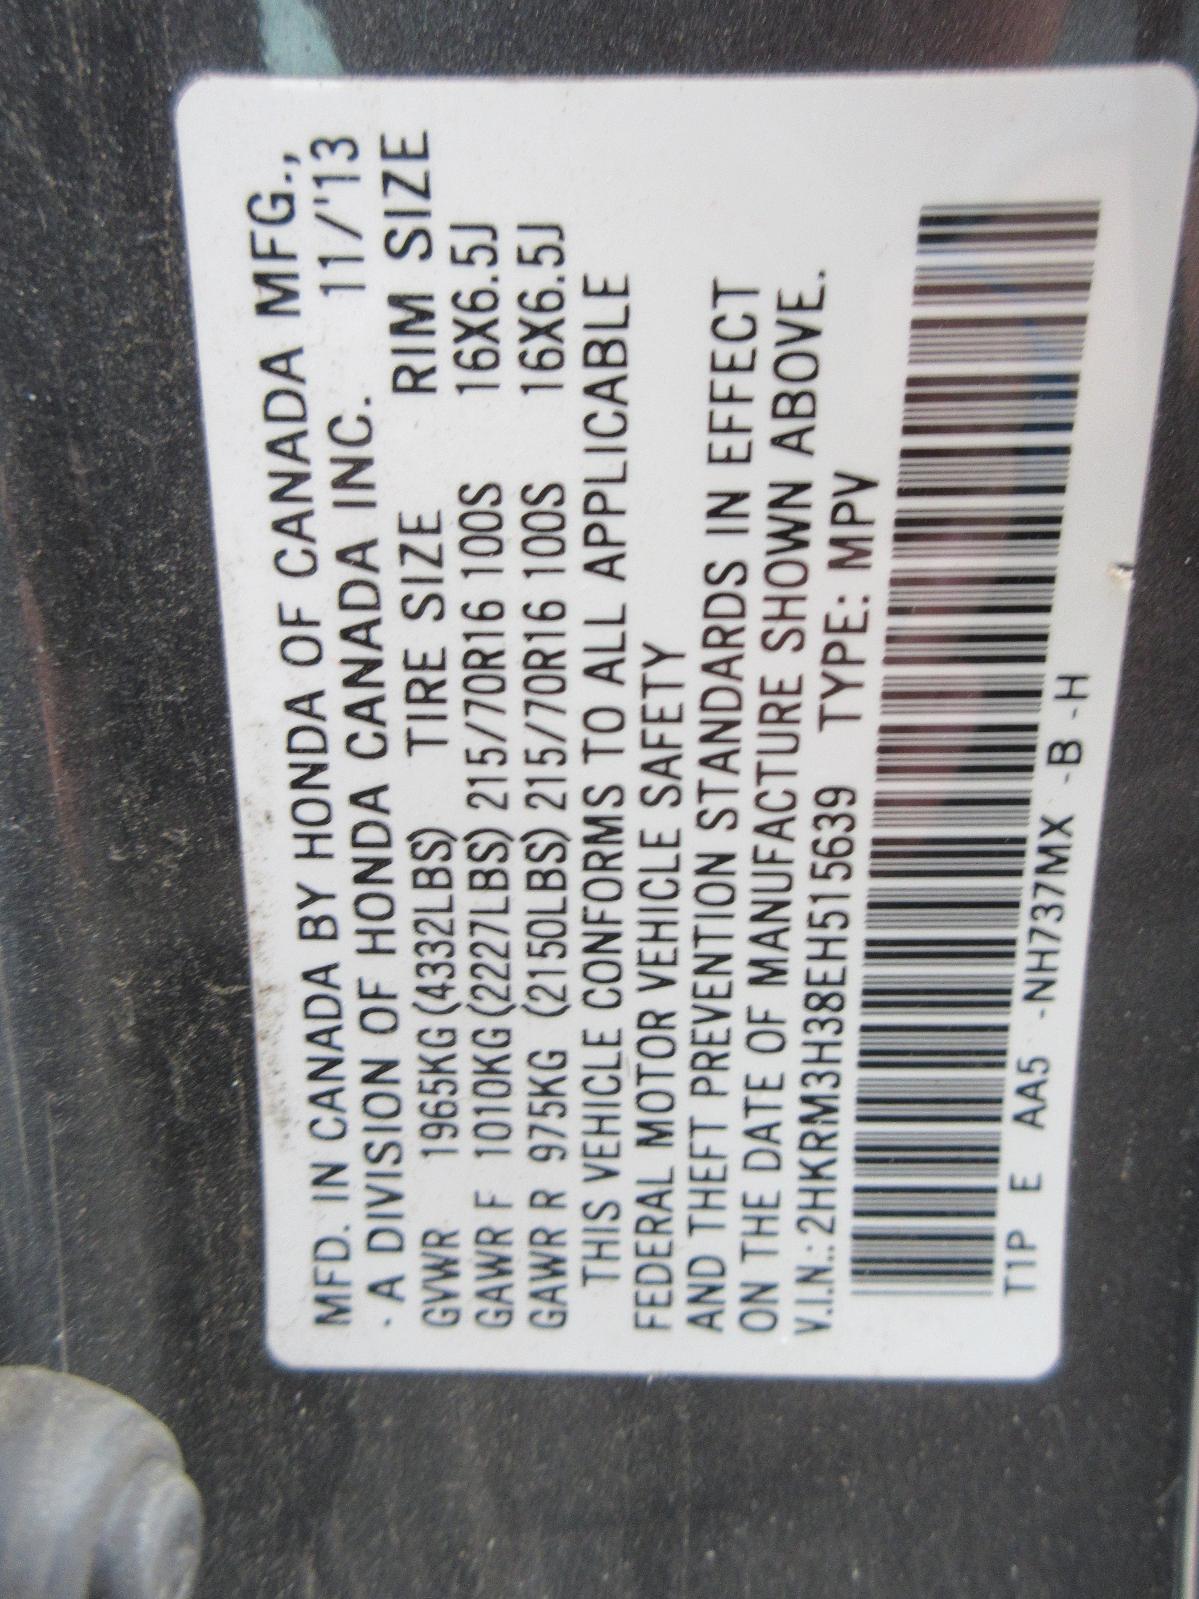 MFD. IN CANADA BY HONDA OF CANADA MFG.,
· A DIVISION OF HONDA CANADA INC. 11/'13
TIRE SIZE RIM SIZE
GVWR 1965KG(4332LBS)
GAWR F 1010KG(2227LBS) 215/70R16 100S 16X6.5J
GAWR R 975KG (2150LBS) 215/70R16 100S 16X6.5J
THIS VEHICLE CONFORMS TO ALL APPLICABLE
FEDERAL MOTOR VEHICLE SAFETY
AND THEFT PREVENTION STANDARDS IN EFFECT
ON THE DATE OF MANUFACTURE SHOWN ABOVE.
V.I.N.: 2HKRM3H38EH515639 TYPE: MPV
T1P E AA5 -NH737MX -B -H